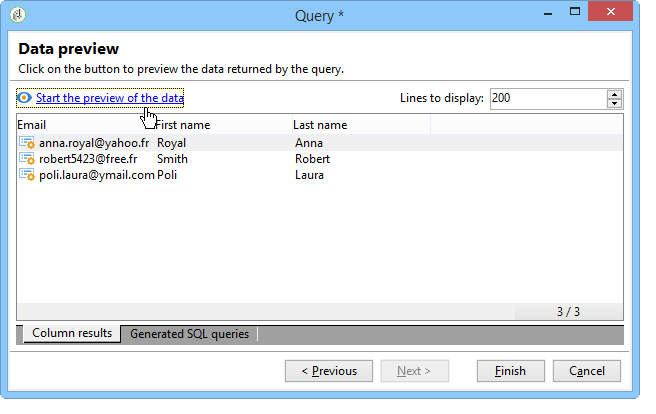 Query *
Data preview
Click on the button to preview the data returned by the query.
Start the preview of the data Lines to display: 200
Email First name Last name
anna.royal@yahoo.fr Royal Anna
robert5423@free.fr Smith Robert
poli.laura@ymail.com Poli Laura
3 / 3
Column results Generated SQL queries
< Previous Next > Finish Cancel